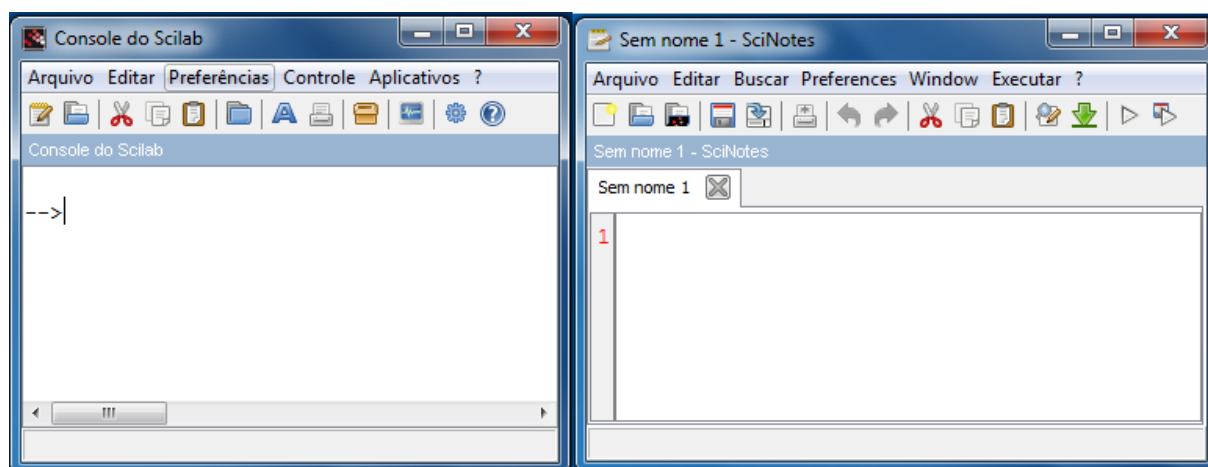 Console do Scilab
Arquivo Editar Preferências Controle Aplicativos ?
Console do Scilab
-->
Sem nome 1 - SciNotes
Arquivo Editar Buscar Preferences Window Executar ?
Sem nome 1 - SciNotes
Sem nome 1
1